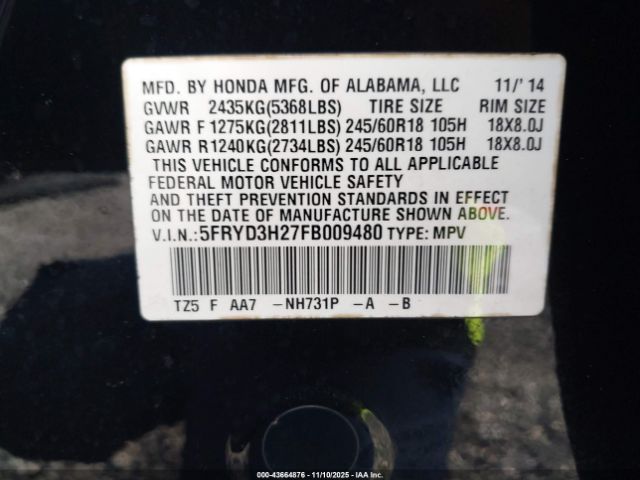 MFD. BY HONDA MFG. OF ALABAMA, LLC 11/' 14
GVWR 2435KG(5368LBS) TIRE SIZE RIM SIZE
GAWR F 1275KG(2811LBS) 245/60R18 105H 18X8.0J
GAWR R1240KG(2734LBS) 245/60R18 105H 18X8.0J
THIS VEHICLE CONFORMS TO ALL APPLICABLE
FEDERAL MOTOR VEHICLE SAFETY
AND THEFT PREVENTION STANDARDS IN EFFECT
ON THE DATE OF MANUFACTURE SHOWN ABOVE.
V.I.N.:5FRYD3H27FB009480 TYPE: MPV
TZ5 F AA7 -NH731P -A -B
000-43664876 - 11/10/2025 - IAA Inc.